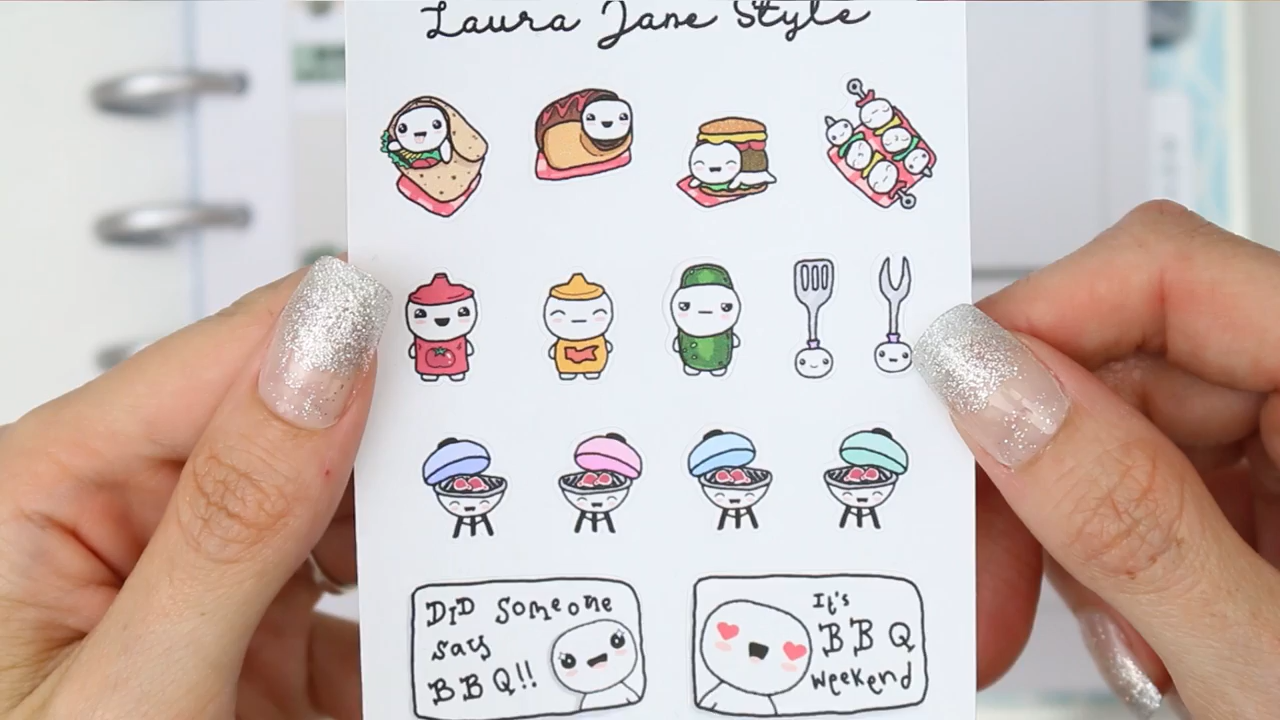 Laura Jane Style
DiD Someone
say
BBQ!!
It's
BBQ
weekend